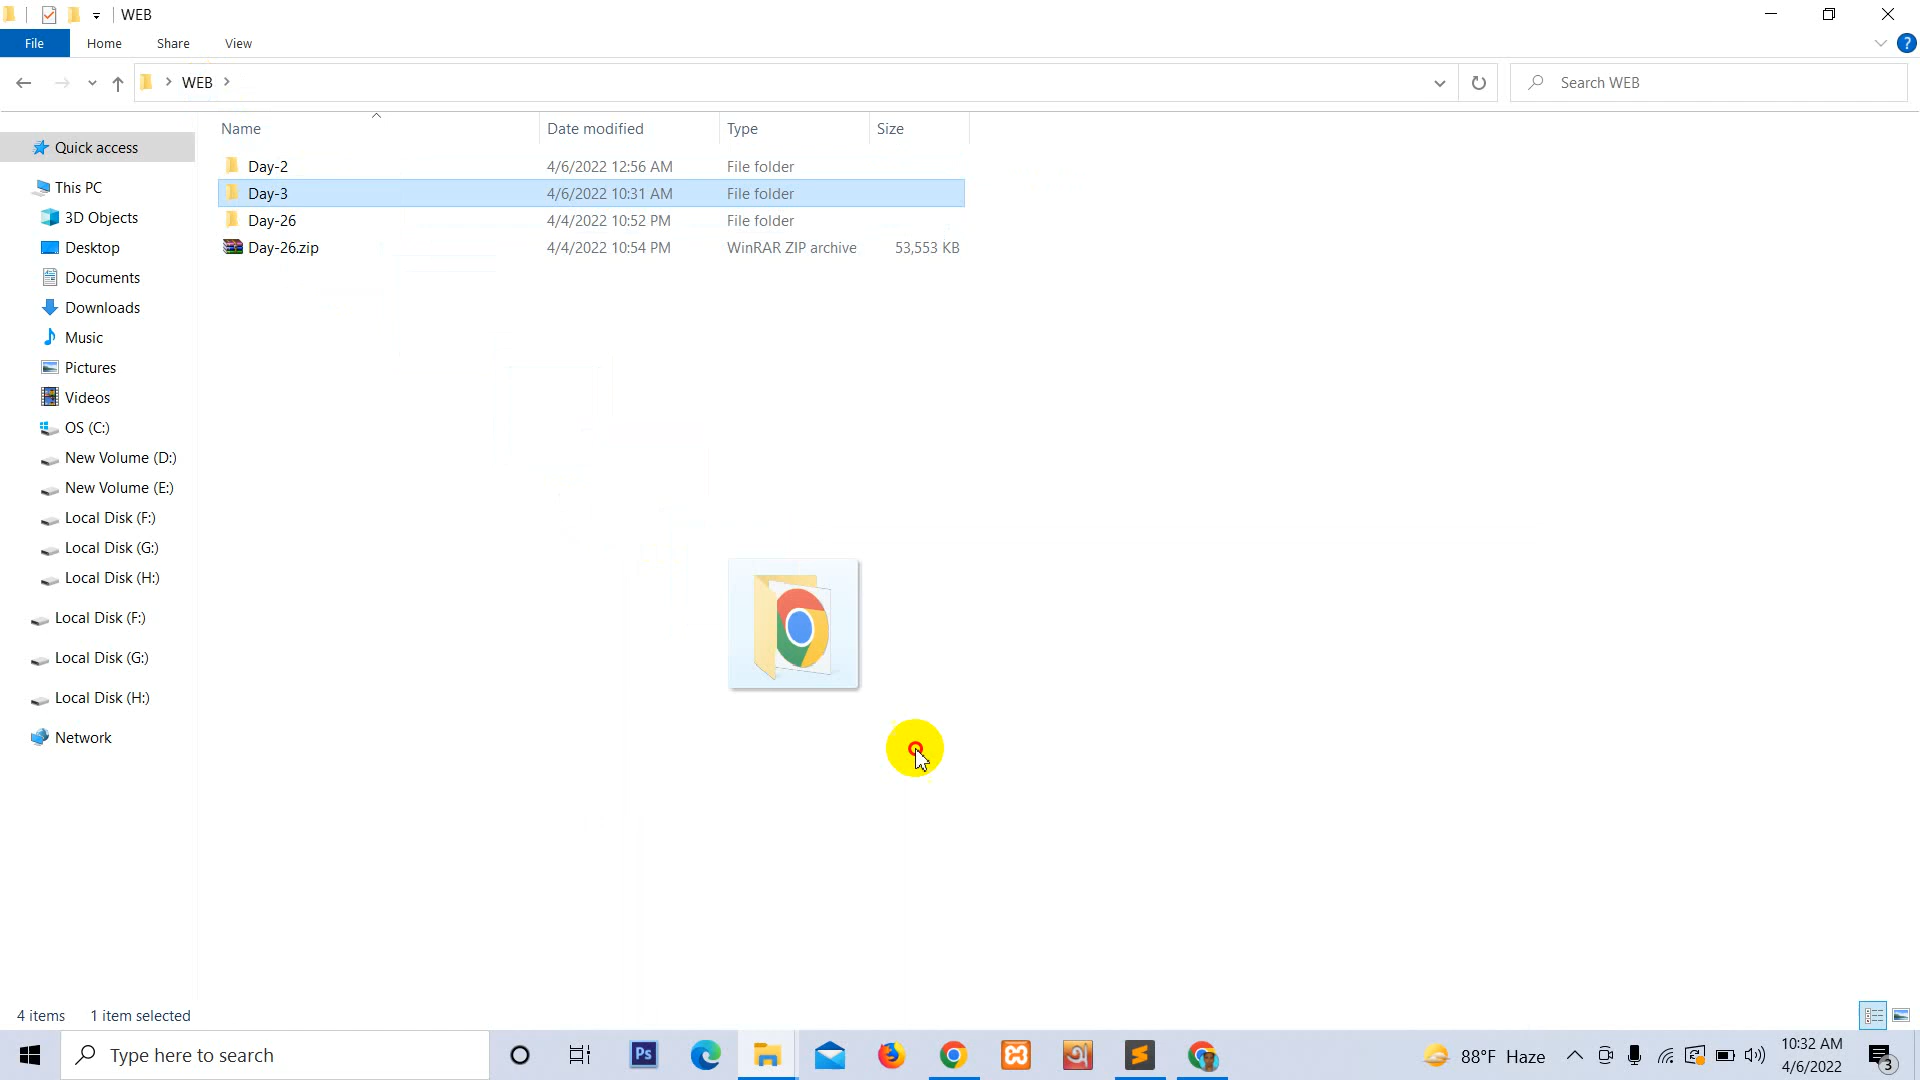 WEB
File Home Share View
WEB
Search WEB
Name Date modified Type Size
Quick access
Day-2 4/6/2022 12:56 AM File folder
Day-3 4/6/2022 10:31 AM File folder
Day-26 4/4/2022 10:52 PM File folder
Day-26.zip 4/4/2022 10:54 PM WinRAR ZIP archive 53,553 KB
This PC
3D Objects
Desktop
Documents
Downloads
Music
Pictures
Videos
OS (C:)
New Volume (D:)
New Volume (E:)
Local Disk (F:)
Local Disk (G:)
Local Disk (H:)
Local Disk (F:)
Local Disk (G:)
Local Disk (H:)
Network
4 items 1 item selected
Type here to search
Ps
88°F Haze
10:32 AM
4/6/2022
3